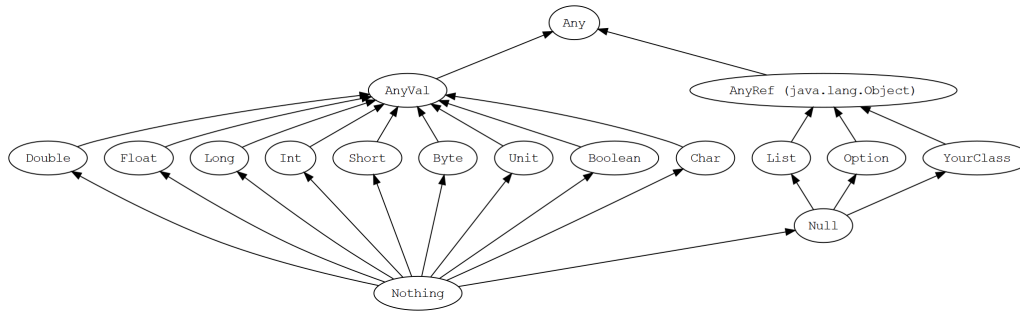 Any
AnyVal
AnyRef (java.lang.Object)
Double
Float
Long
Int
Short
Byte
Unit
Boolean
Char
List
Option
YourClass
Null
Nothing